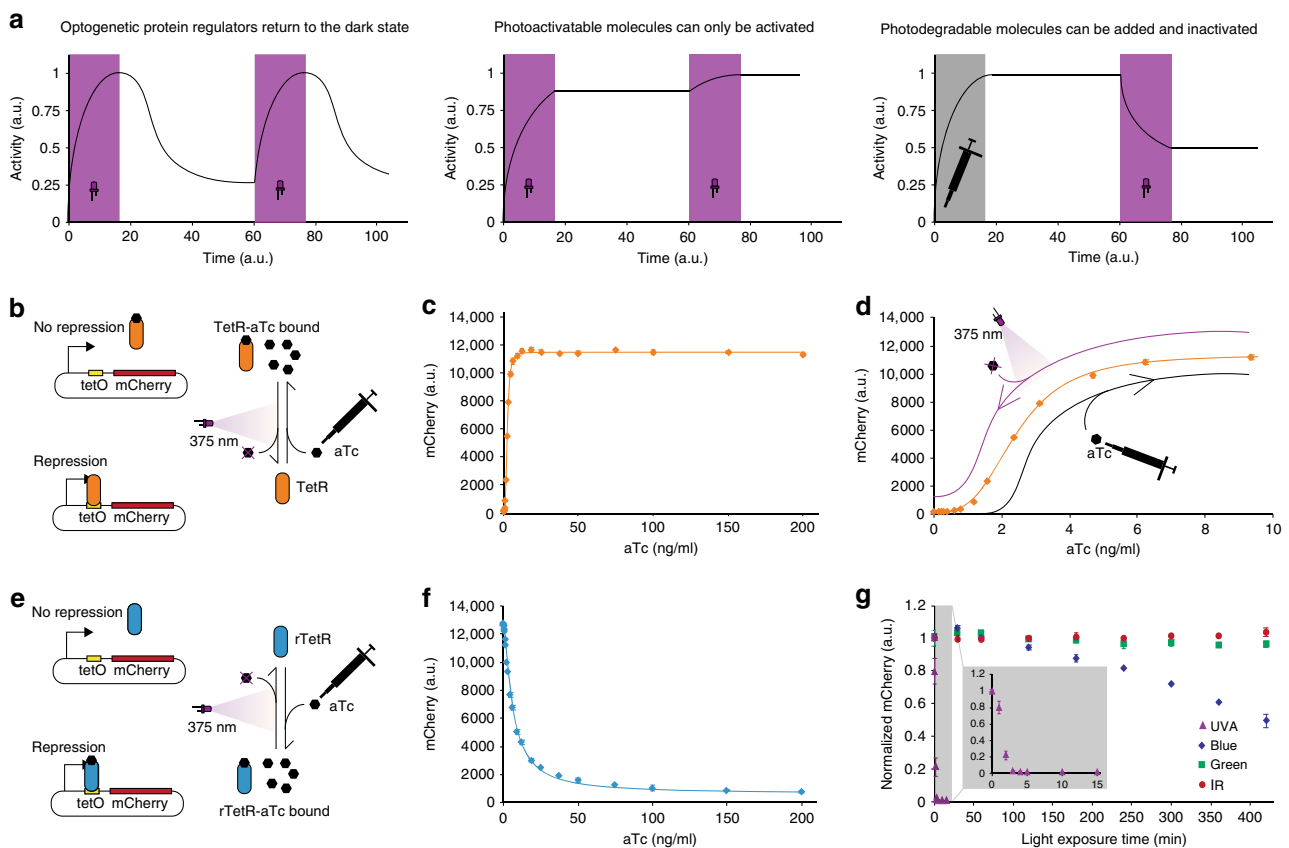 a
Optogenetic protein regulators return to the dark state
Activity (a.u.)
1
0.75
0.5
0.25
0
0 20 40 60 80 100
Time (a.u.)
Photoactivatable molecules can only be activated
Activity (a.u.)
1
0.75
0.5
0.25
0
0 20 40 60 80 100
Time (a.u.)
Photodegradable molecules can be added and inactivated
Activity (a.u.)
1
0.75
0.5
0.25
0
0 20 40 60 80 100
Time (a.u.)
b
No repression
tetO mCherry
Repression
tetO mCherry
TetR-aTc bound
375 nm
aTc
TetR
c
mCherry (a.u.)
14,000
12,000
10,000
8000
6000
4000
2000
0
0 50 100 150 200
aTc (ng/ml)
d
mCherry (a.u.)
14,000
12,000
10,000
8000
6000
4000
2000
0
375 nm
aTc
0 2 4 6 8 10
aTc (ng/ml)
e
No repression
tetO mCherry
Repression
tetO mCherry
rTetR
375 nm
aTc
rTetR-aTc bound
f
mCherry (a.u.)
14,000
12,000
10,000
8000
6000
4000
2000
0
0 50 100 150 200
aTc (ng/ml)
g
Normalized mCherry (a.u.)
1.2
1
0.8
0.6
0.4
0.2
0
1.2
1
0.8
0.6
0.4
0.2
0
0 5 10 15
UVA
Blue
Green
IR
0 50 100 150 200 250 300 350 400
Light exposure time (min)